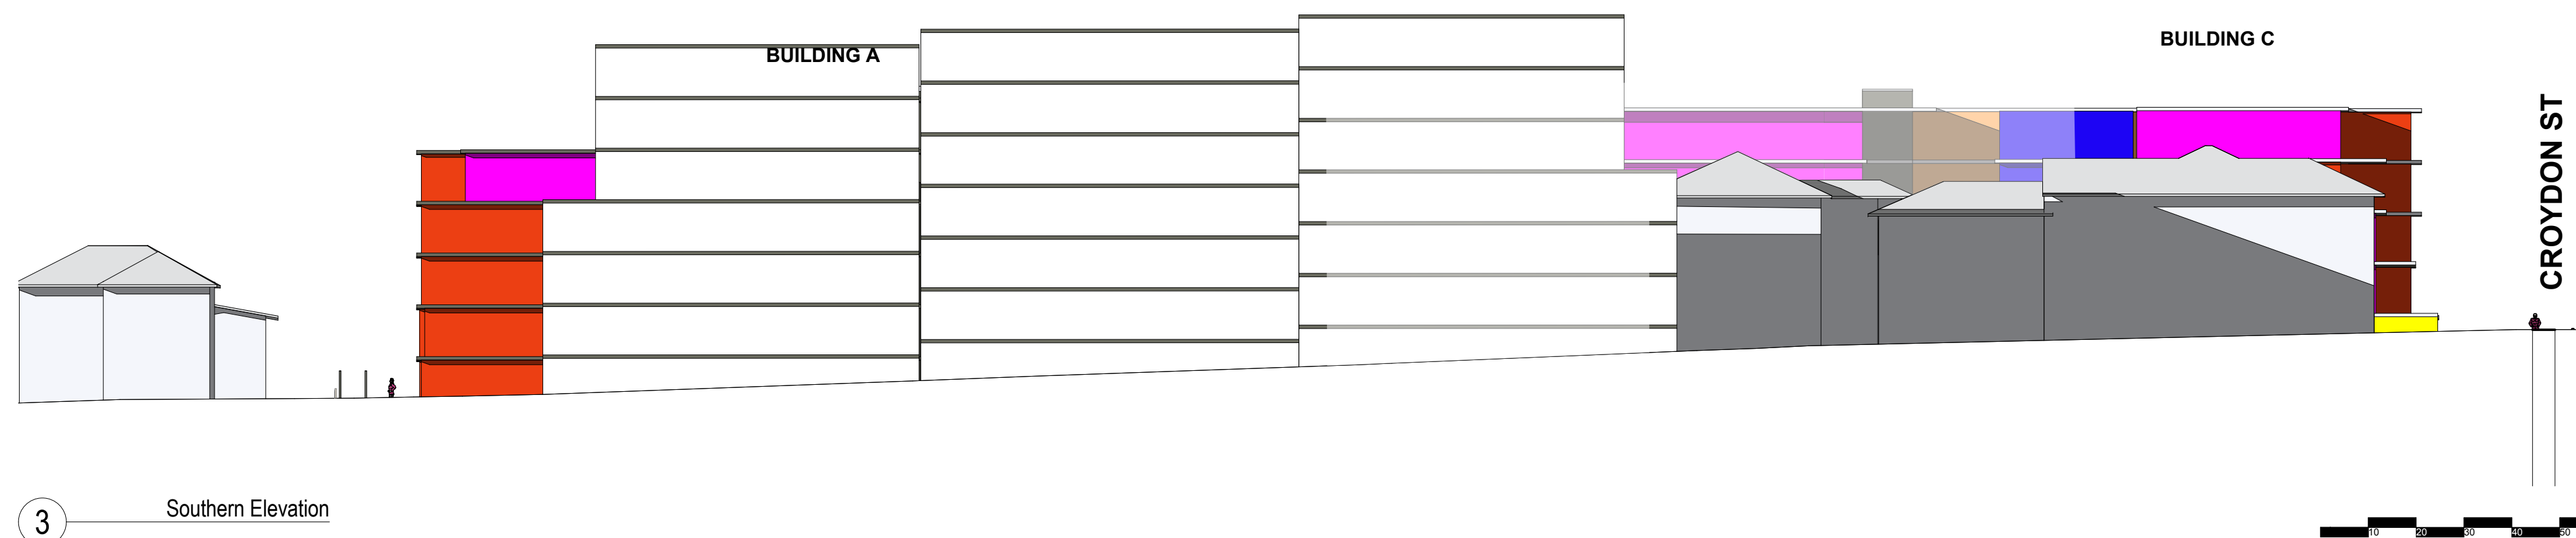 BUILDING A
BUILDING C
CROYDON ST
3
Southern Elevation
10 20 30 40 50